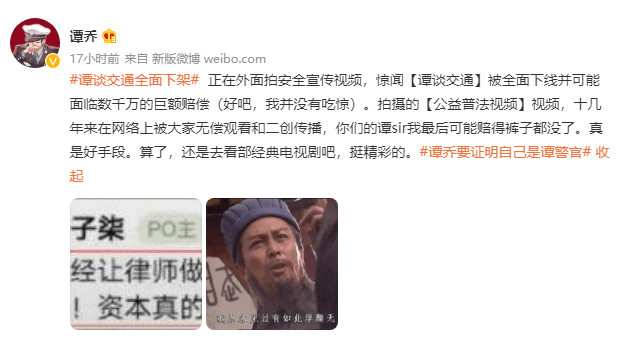 谭乔
17小时前 来自 新版微博 weibo.com
#谭谈交通全面下架# 正在外面拍安全宣传视频，惊闻【谭谈交通】被全面下线并可能
面临数千万的巨额赔偿（好吧，我并没有吃惊）。拍摄的【公益普法视频】视频，十几
年来在网络上被大家无偿观看和二创传播，你们的谭sir我最后可能赔得裤子都没了。真
是好手段。算了，还是去看部经典电视剧吧，挺精彩的。#谭乔要证明自己是谭警官# 收
起
子柒 PO主
经让律师做
！资本真的
我从未见过有如此厚颜无